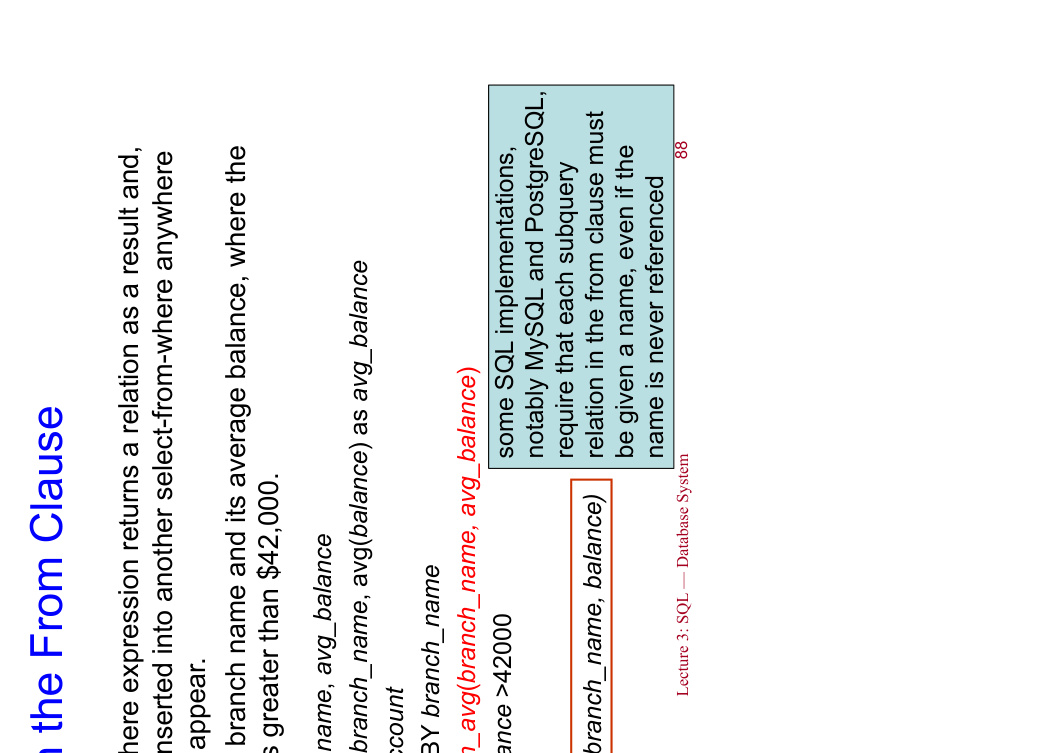 the From Clause
here expression returns a relation as a result and,
nserted into another select-from-where anywhere
appear.
branch name and its average balance, where the
s greater than $42,000.
name, avg_balance
branch_name, avg(balance) as avg_balance
ccount
BY branch_name
n_avg(branch_name, avg_balance)
ance >42000
some SQL implementations,
notably MySQL and PostgreSQL,
require that each subquery
relation in the from clause must
be given a name, even if the
name is never referenced
branch_name, balance)
Lecture 3: SQL — Database System
88